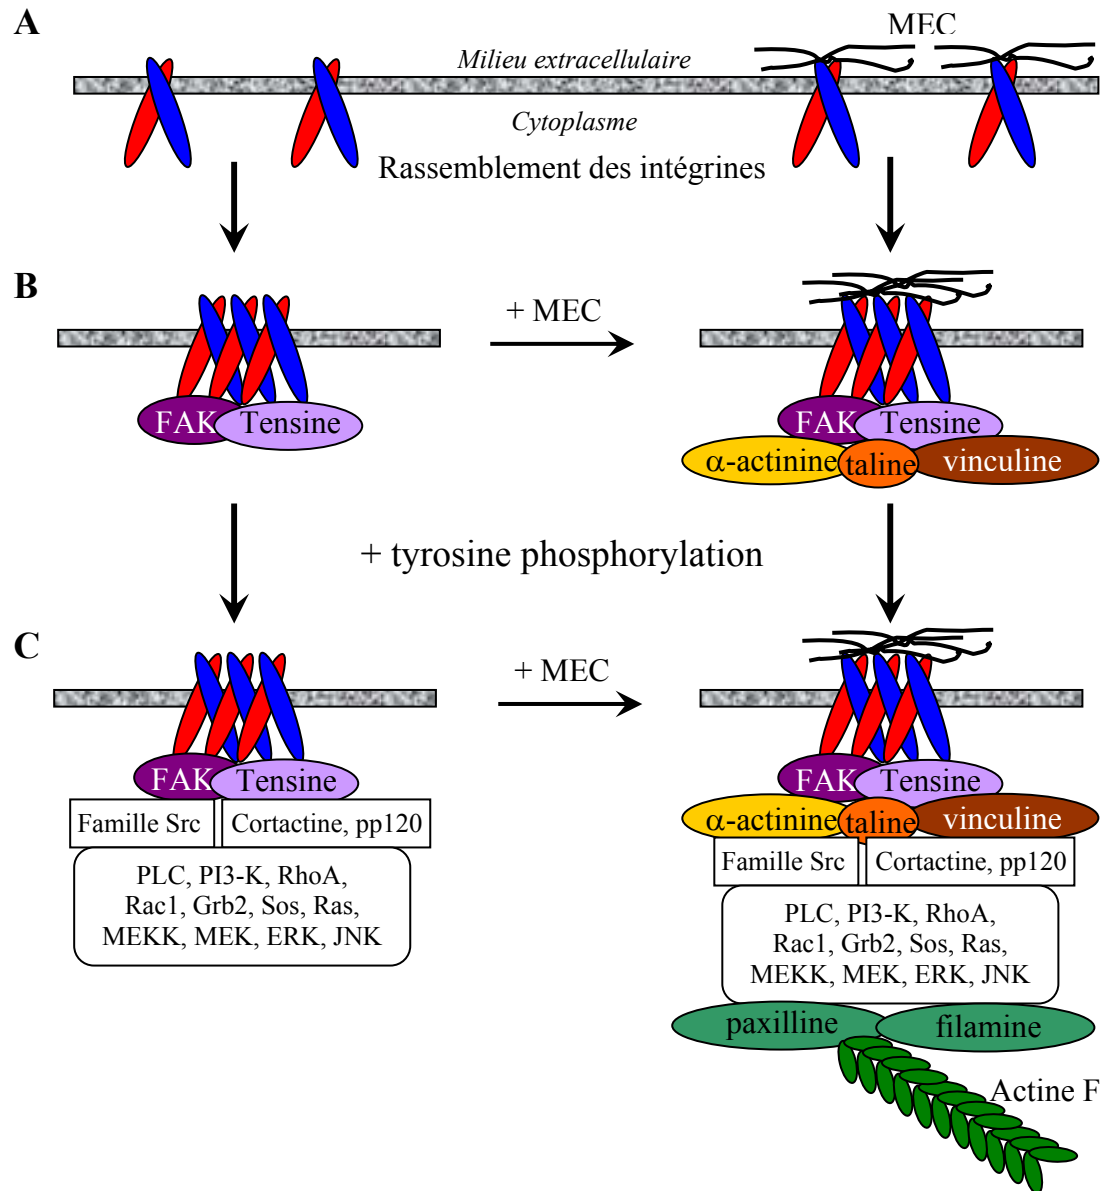 A
MEC
Milieu extracellulaire
Cytoplasme
Rassemblement des intégrines
B
+ MEC
FAK
Tensine
FAK
Tensine
α-actinine
taline
vinculine
+ tyrosine phosphorylation
C
+ MEC
FAK
Tensine
Famille Src
Cortactine, pp120
PLC, PI3-K, RhoA,
Rac1, Grb2, Sos, Ras,
MEKK, MEK, ERK, JNK
FAK
Tensine
α-actinine
taline
vinculine
Famille Src
Cortactine, pp120
PLC, PI3-K, RhoA,
Rac1, Grb2, Sos, Ras,
MEKK, MEK, ERK, JNK
paxilline
filamine
Actine F